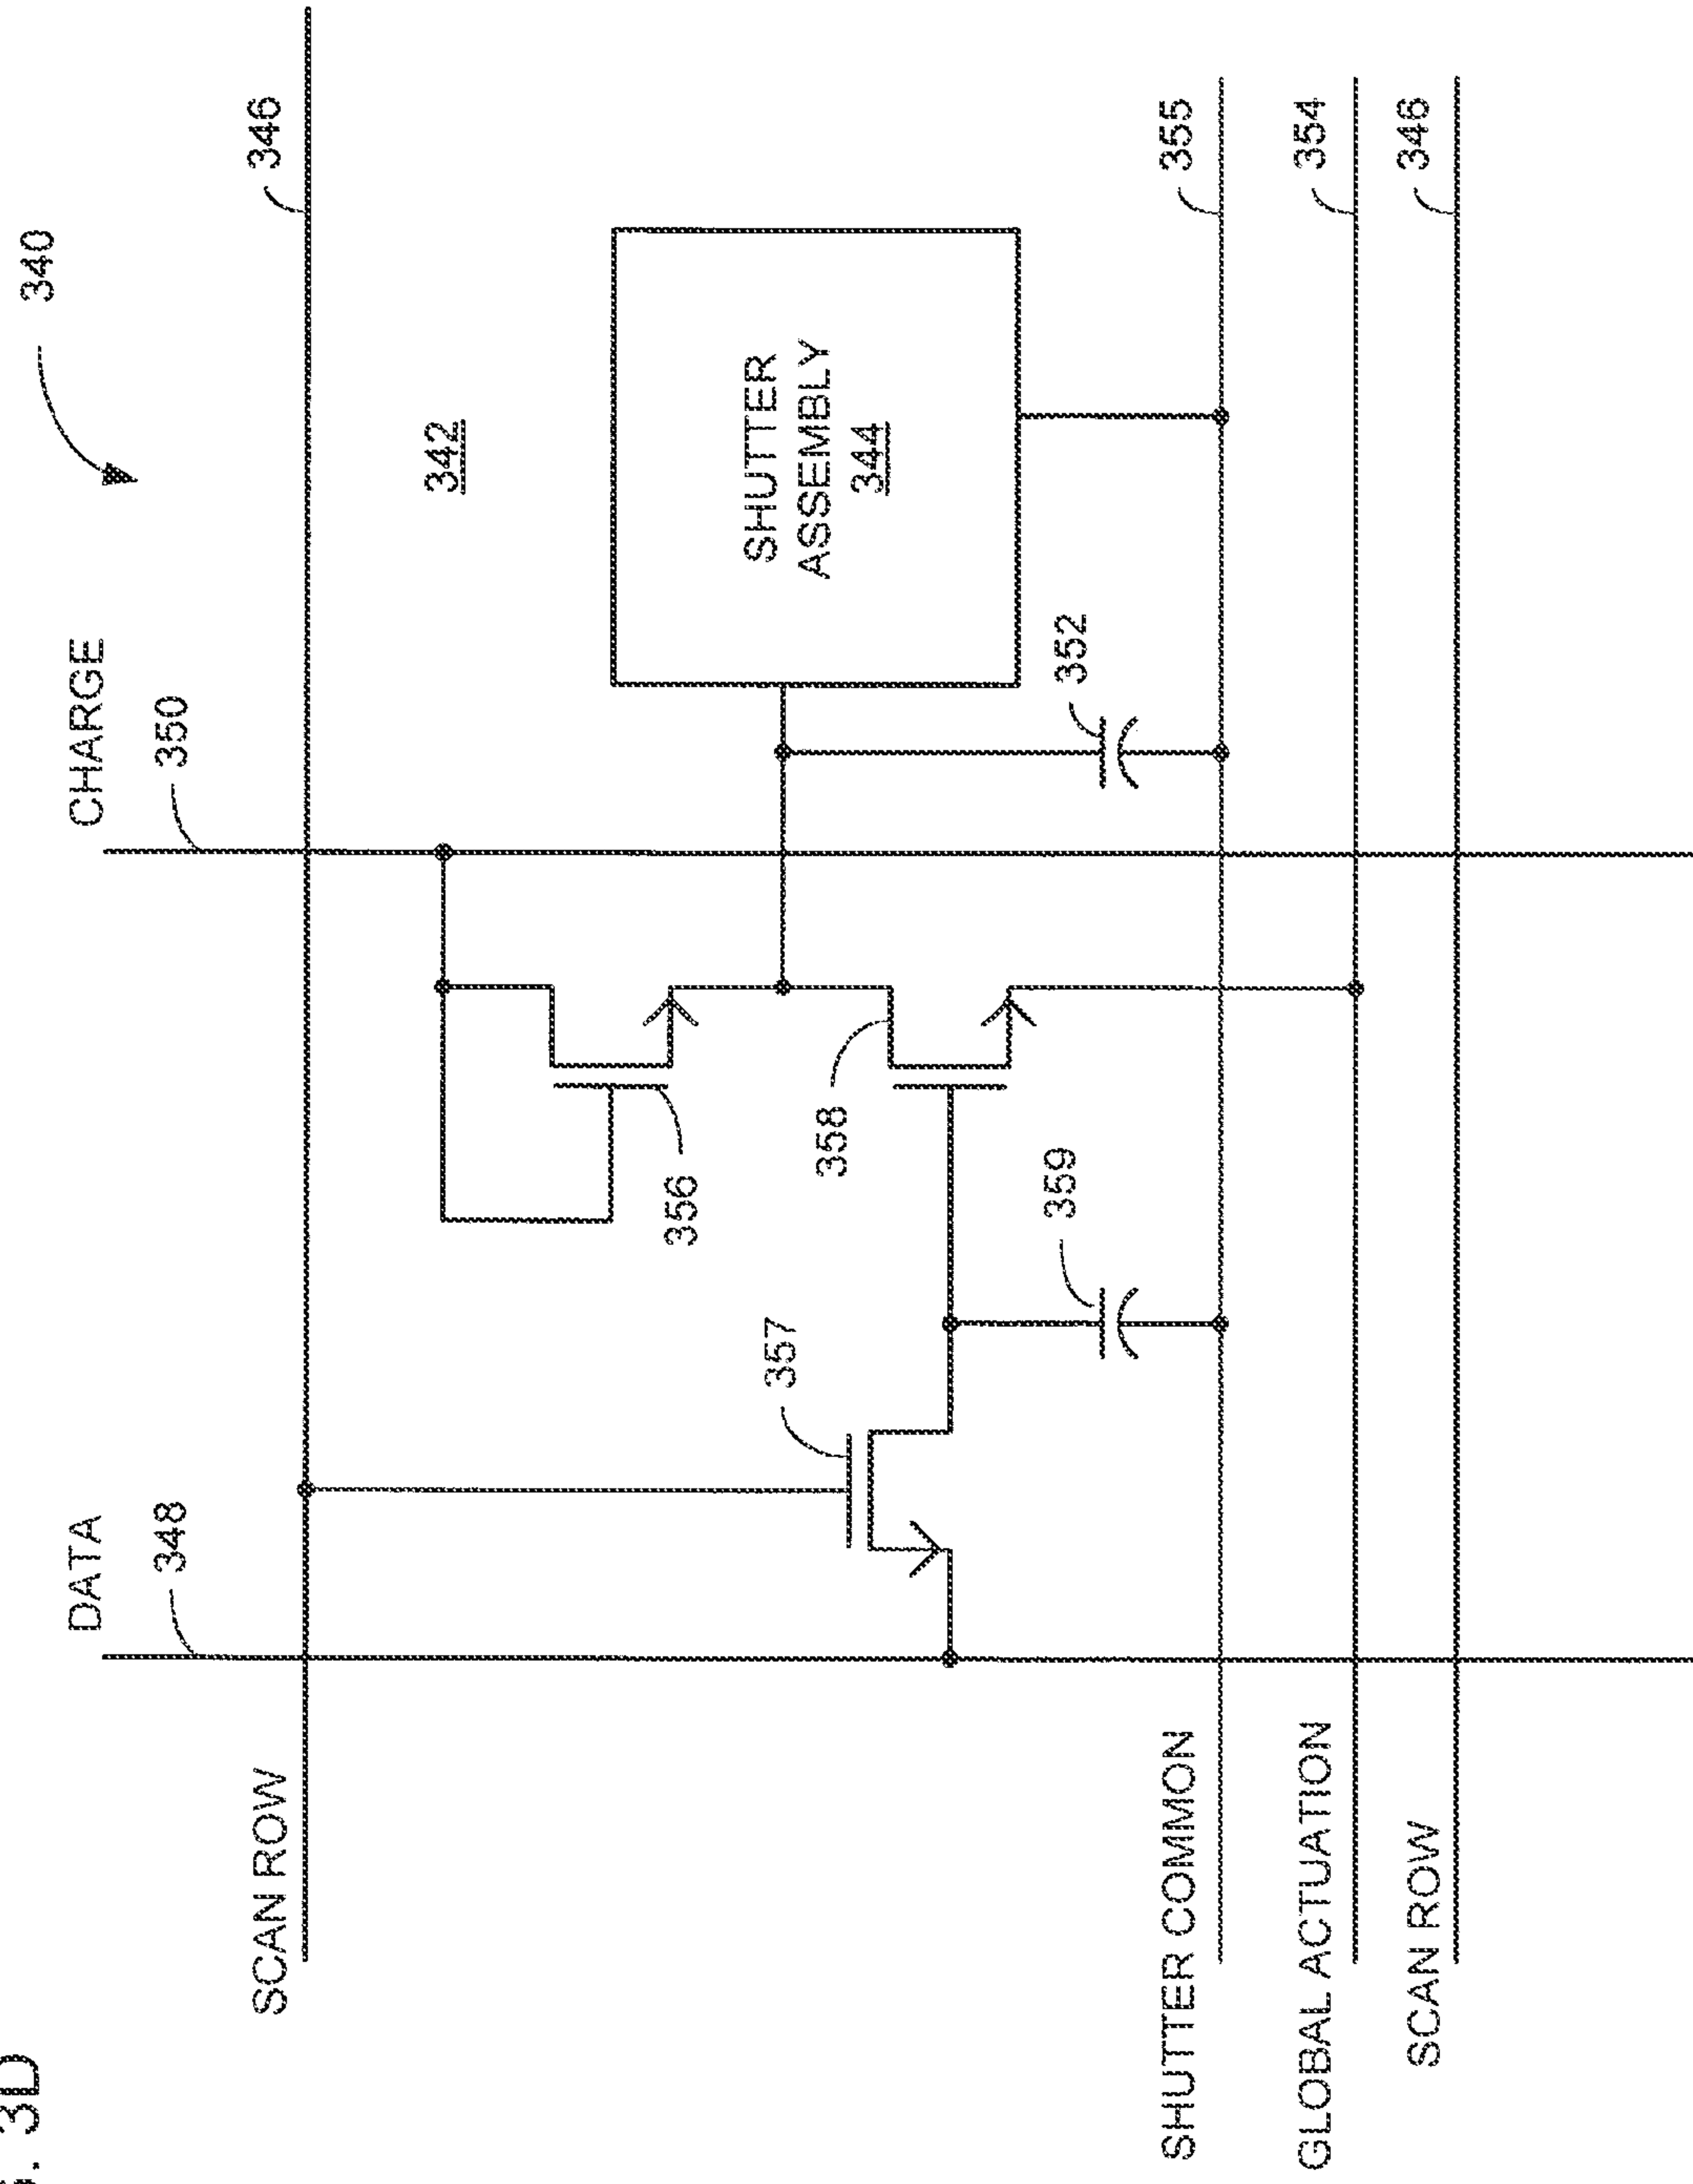 . 3D
340
DATA
348
CHARGE
350
SCAN ROW
346
342
SHUTTER
ASSEMBLY
344
356
357
358
359
352
SHUTTER COMMON
355
GLOBAL ACTUATION
354
SCAN ROW
346